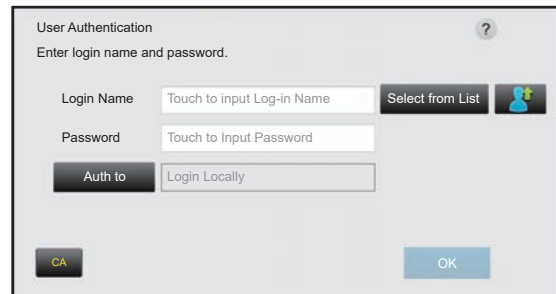 User Authentication
?
Enter login name and password.
Login Name
Touch to input Log-in Name
Select from List
Password
Touch to Input Password
Auth to
Login Locally
CA
OK